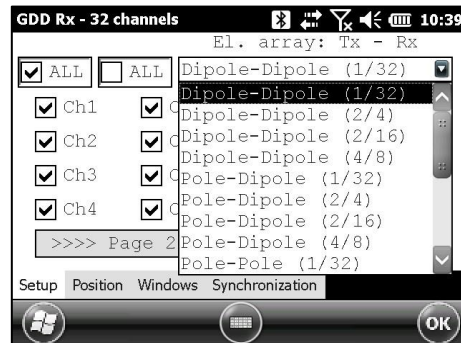 GDD Rx - 32 channels 10:39
El. array: Tx - Rx
ALL ALL Dipole-Dipole (1/32)
Dipole-Dipole (1/32)
Ch1
Dipole-Dipole (2/4)
Dipole-Dipole (2/16)
Ch2
Dipole-Dipole (4/8)
Ch3
Pole-Dipole (1/32)
Pole-Dipole (2/4)
Ch4
Pole-Dipole (2/16)
>>>> Page 2 Pole-Dipole (4/8)
Pole-Pole (1/32)
Setup Position Windows Synchronization
OK